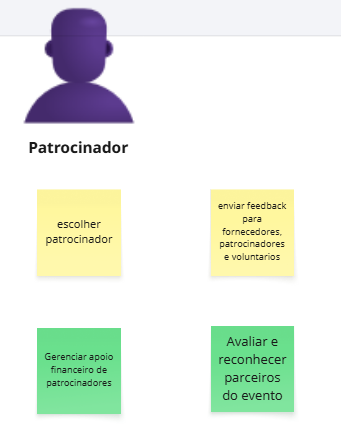 Patrocinador
escolher
patrocinador
enviar feedback
para
fornecedores,
patrocinadores
e voluntarios
Gerenciar apoio
financeiro de
patrocinadores
Avaliar e
reconhecer
parceiros
do evento